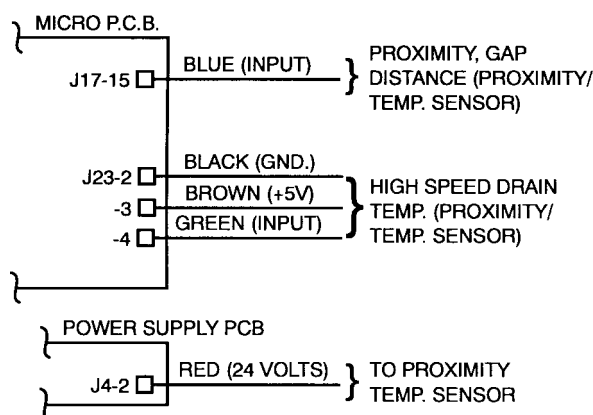 MICRO P.C.B.
J17-15
BLUE (INPUT)
PROXIMITY, GAP
DISTANCE (PROXIMITY/
TEMP. SENSOR)
J23-2
BLACK (GND.)
-3
BROWN (+5V)
-4
GREEN (INPUT)
HIGH SPEED DRAIN
TEMP. (PROXIMITY/
TEMP. SENSOR)
POWER SUPPLY PCB
J4-2
RED (24 VOLTS)
TO PROXIMITY
TEMP. SENSOR